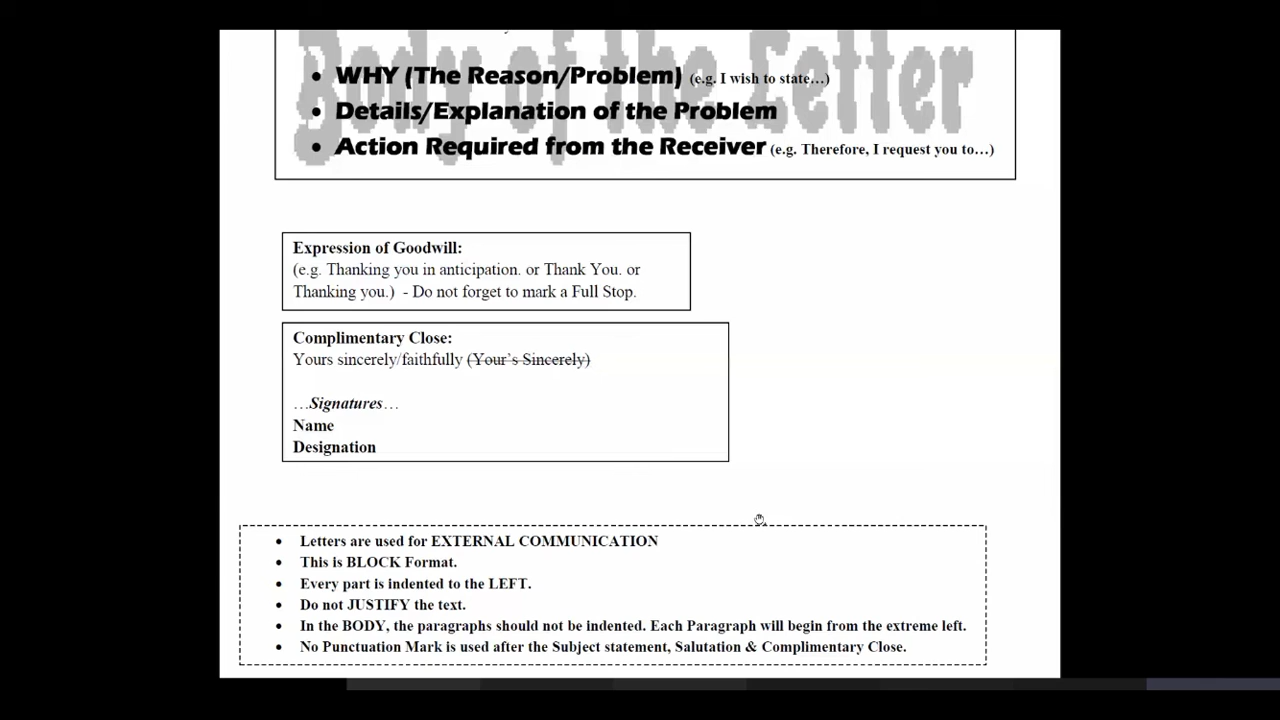 Body of the Letter
• WHY (The Reason/Problem) (e.g. I wish to state…)
• Details/Explanation of the Problem
• Action Required from the Receiver (e.g. Therefore, I request you to…)
Expression of Goodwill:
(e.g. Thanking you in anticipation. or Thank You. or
Thanking you.) - Do not forget to mark a Full Stop.
Complimentary Close:
Yours sincerely/faithfully (Your’s Sincerely)
…Signatures…
Name
Designation
• Letters are used for EXTERNAL COMMUNICATION
• This is BLOCK Format.
• Every part is indented to the LEFT.
• Do not JUSTIFY the text.
• In the BODY, the paragraphs should not be indented. Each Paragraph will begin from the extreme left.
• No Punctuation Mark is used after the Subject statement, Salutation & Complimentary Close.